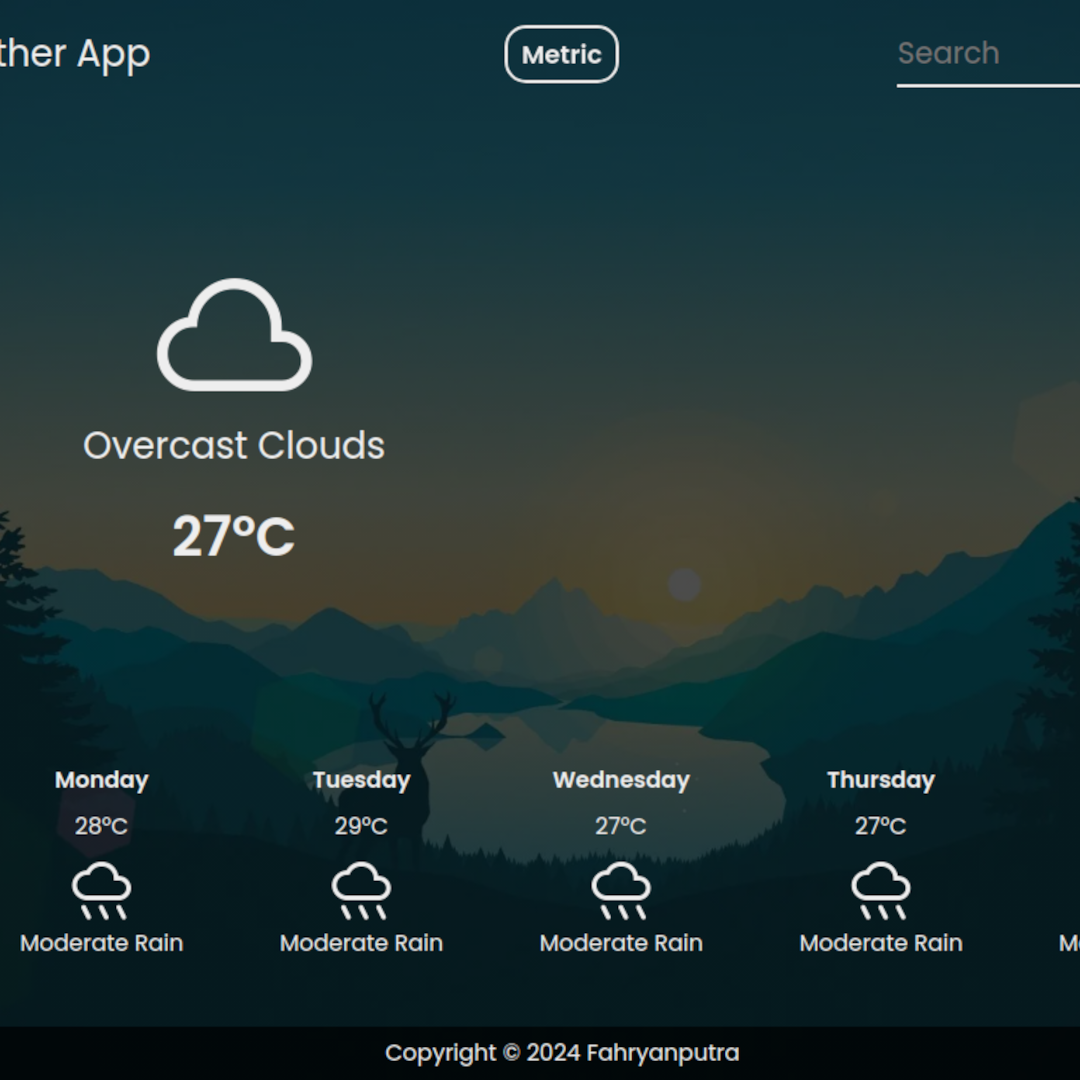 ther App
Metric
Search
Overcast Clouds
27°C
Monday
Tuesday
Wednesday
Thursday
28°C
29°C
27°C
27°C
Moderate Rain
Moderate Rain
Moderate Rain
Moderate Rain
Copyright © 2024 Fahryanputra